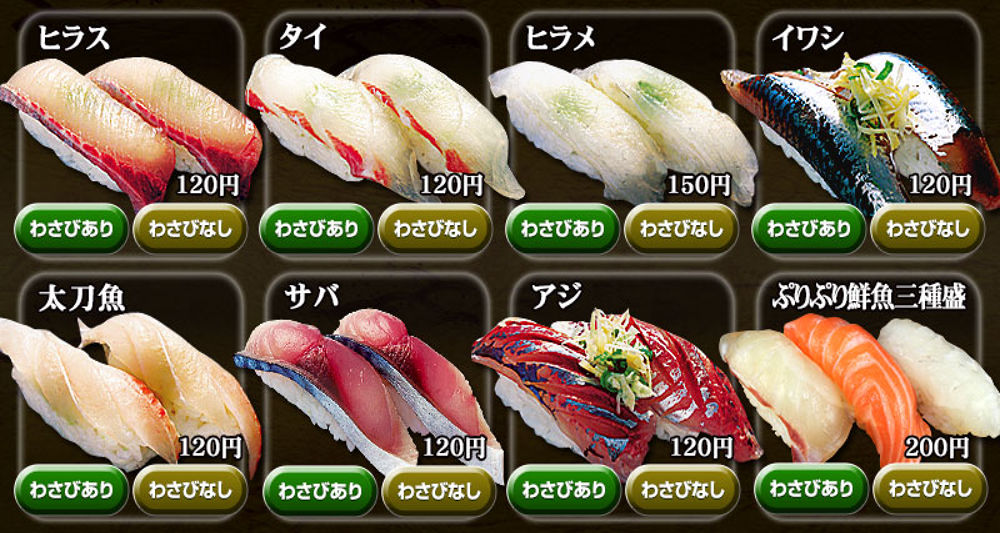 ヒラス
タイ
ヒラメ
イワシ
120円
120円
150円
120円
わさびあり
わさびなし
わさびあり
わさびなし
わさびあり
わさびなし
わさびあり
わさびなし
太刀魚
サバ
アジ
ぷりぷり鮮魚三種盛
120円
120円
120円
200円
わさびあり
わさびなし
わさびあり
わさびなし
わさびあり
わさびなし
わさびあり
わさびなし